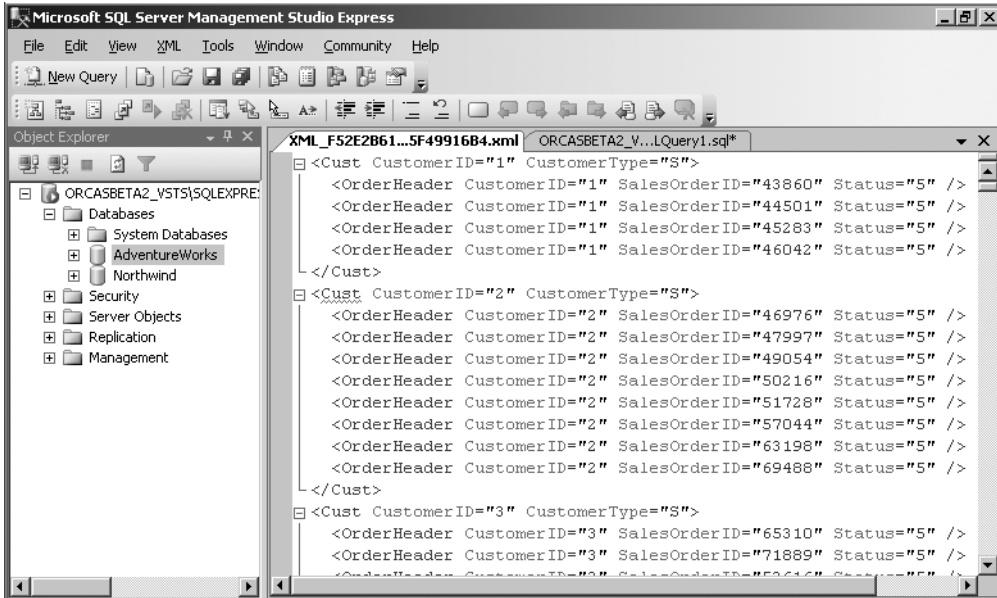 Microsoft SQL Server Management Studio Express
File Edit View XML Tools Window Community Help
New Query
Object Explorer
ORCASBETA2_VSTS\SQLEXPRE
Databases
System Databases
AdventureWorks
Northwind
Security
Server Objects
Replication
Management
XML_F52E2B61...5F49916B4.xml ORCASBETA2_V...LQuery1.sql*
<Cust CustomerID="1" CustomerType="S">
<OrderHeader CustomerID="1" SalesOrderID="43860" Status="5" />
<OrderHeader CustomerID="1" SalesOrderID="44501" Status="5" />
<OrderHeader CustomerID="1" SalesOrderID="45283" Status="5" />
<OrderHeader CustomerID="1" SalesOrderID="46042" Status="5" />
</Cust>
<Cust CustomerID="2" CustomerType="S">
<OrderHeader CustomerID="2" SalesOrderID="46976" Status="5" />
<OrderHeader CustomerID="2" SalesOrderID="47997" Status="5" />
<OrderHeader CustomerID="2" SalesOrderID="49054" Status="5" />
<OrderHeader CustomerID="2" SalesOrderID="50216" Status="5" />
<OrderHeader CustomerID="2" SalesOrderID="51728" Status="5" />
<OrderHeader CustomerID="2" SalesOrderID="57044" Status="5" />
<OrderHeader CustomerID="2" SalesOrderID="63198" Status="5" />
<OrderHeader CustomerID="2" SalesOrderID="69488" Status="5" />
</Cust>
<Cust CustomerID="3" CustomerType="S">
<OrderHeader CustomerID="3" SalesOrderID="65310" Status="5" />
<OrderHeader CustomerID="3" SalesOrderID="71889" Status="5" />